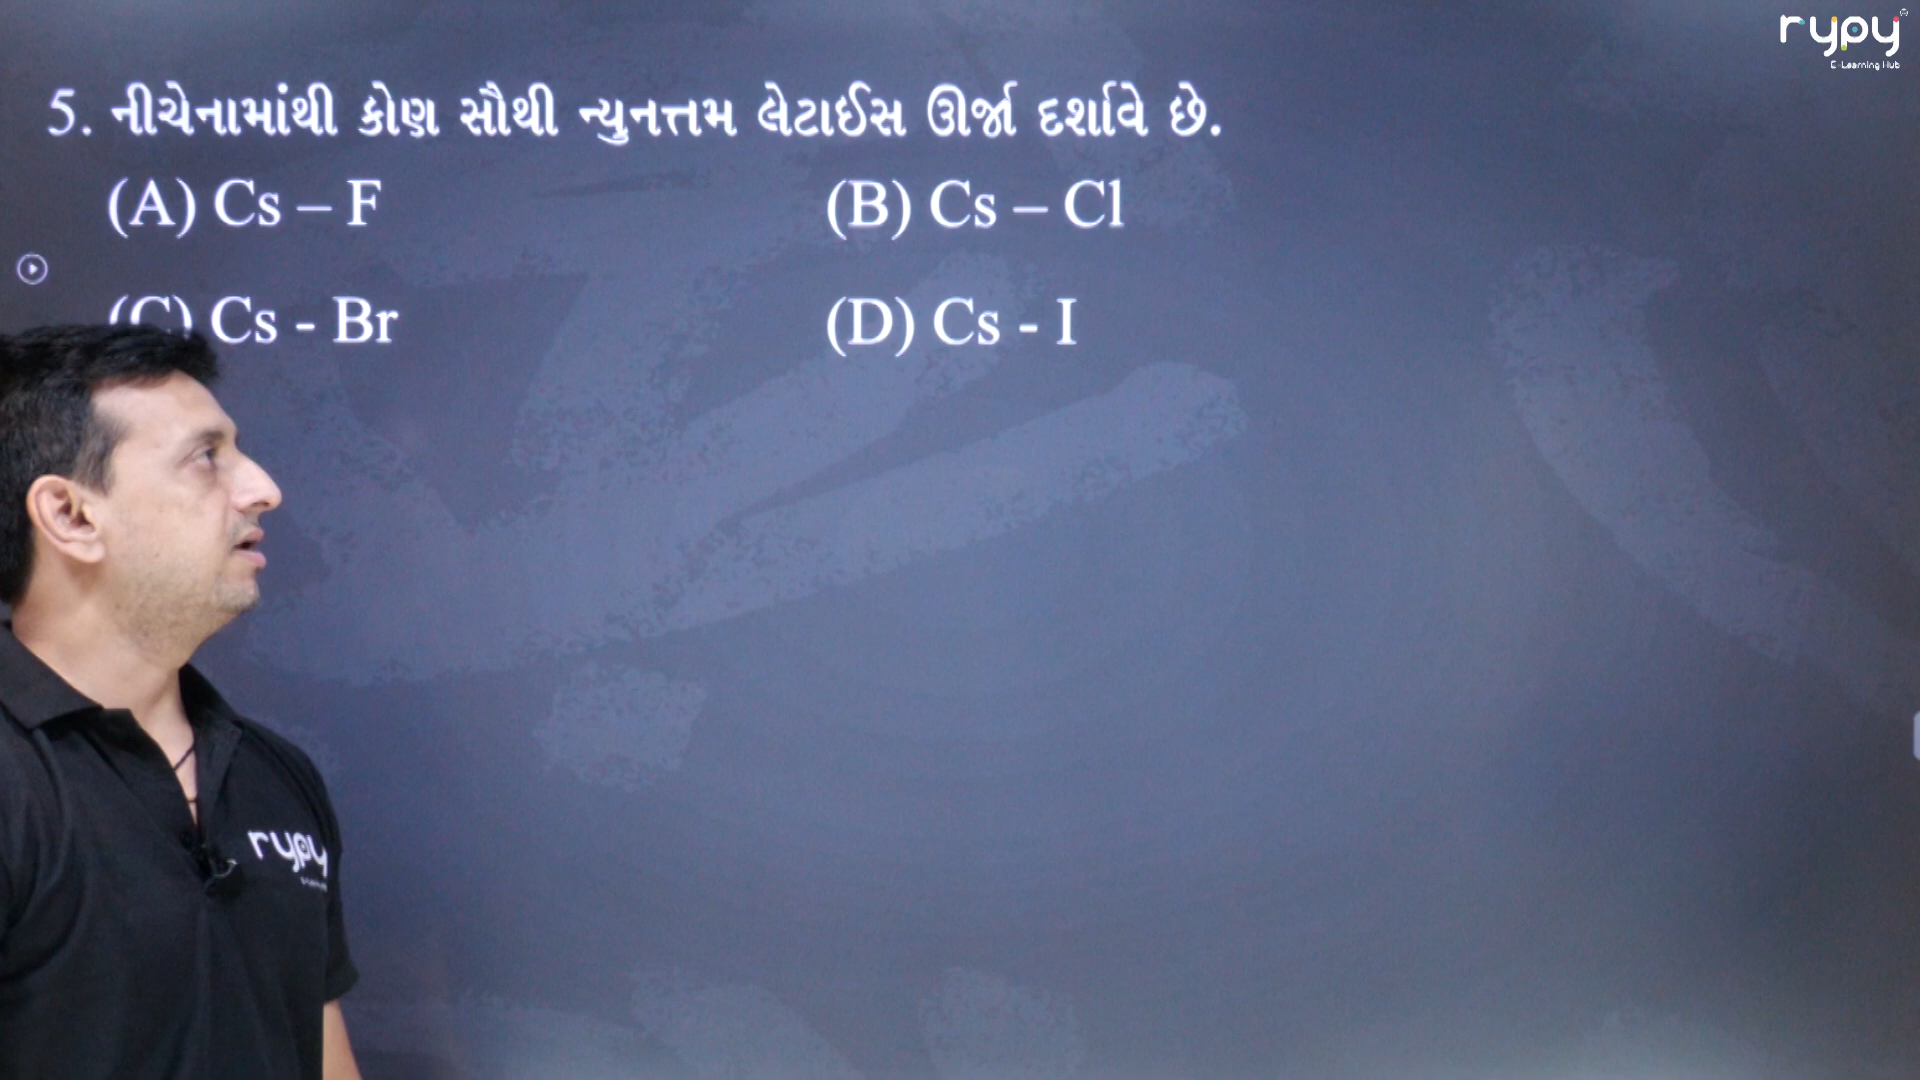 rypy
E-Learning Hub
5. નીચેનામાંથી કોણ સૌથી ન્યુનત્તમ લેટાઈસ ઊર્જા દર્શાવે છે.
(A) Cs – F (B) Cs – Cl
(C) Cs - Br (D) Cs - I
rypy